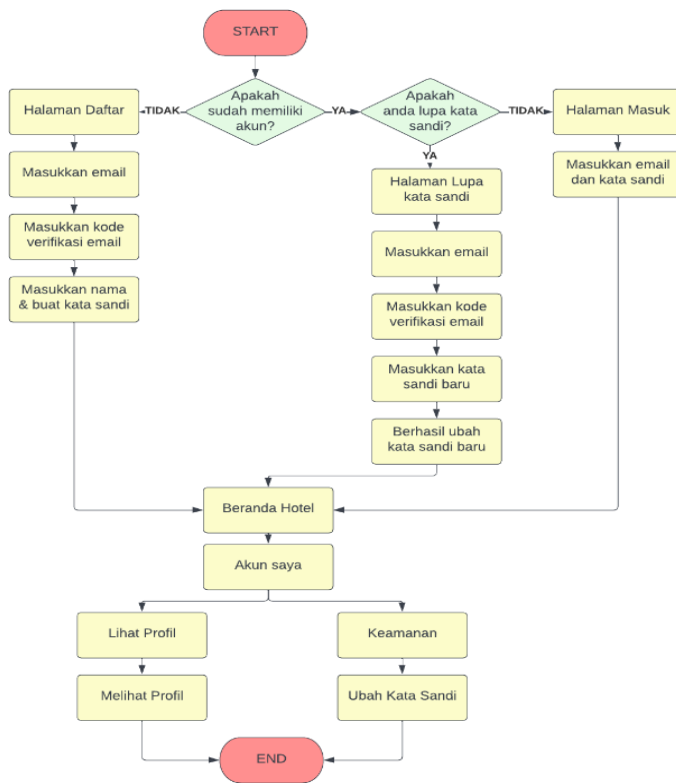 START
Apakah
sudah memiliki
akun?
TIDAK
YA
Apakah
anda lupa kata
sandi?
TIDAK
YA
Halaman Daftar
Masukkan email
Masukkan kode
verifikasi email
Masukkan nama
& buat kata sandi
Halaman Lupa
kata sandi
Masukkan email
Masukkan kode
verifikasi email
Masukkan kata
sandi baru
Berhasil ubah
kata sandi baru
Halaman Masuk
Masukkan email
dan kata sandi
Beranda Hotel
Akun saya
Lihat Profil
Melihat Profil
Keamanan
Ubah Kata Sandi
END